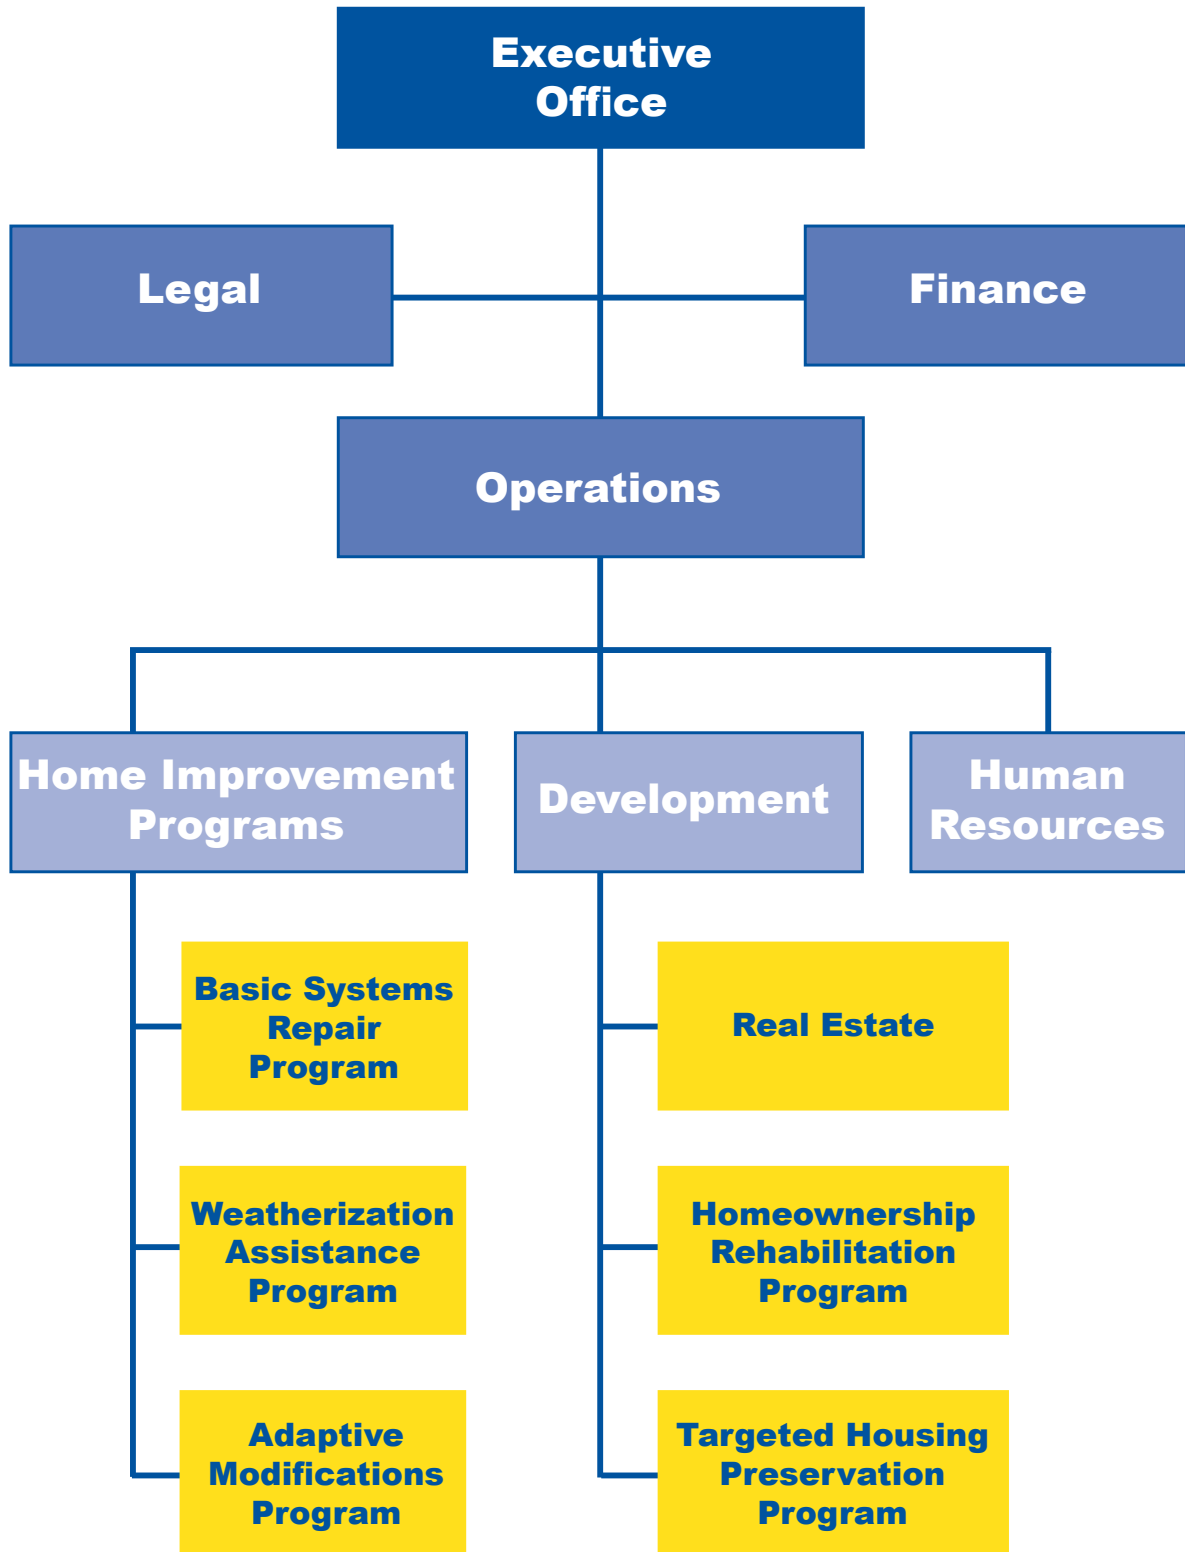 Executive
Office
Legal
Finance
Operations
Home Improvement
Programs
Development
Human
Resources
Basic Systems
Repair
Program
Real Estate
Weatherization
Assistance
Program
Homeownership
Rehabilitation
Program
Adaptive
Modifications
Program
Targeted Housing
Preservation
Program